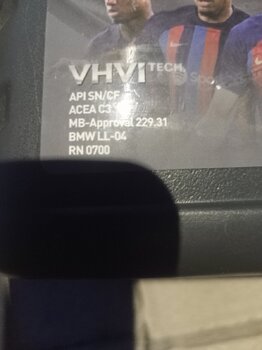 VHVI TECH
API SN/CF
ACEA C3
MB-Approval 229.31
BMW LL-04
RN 0700